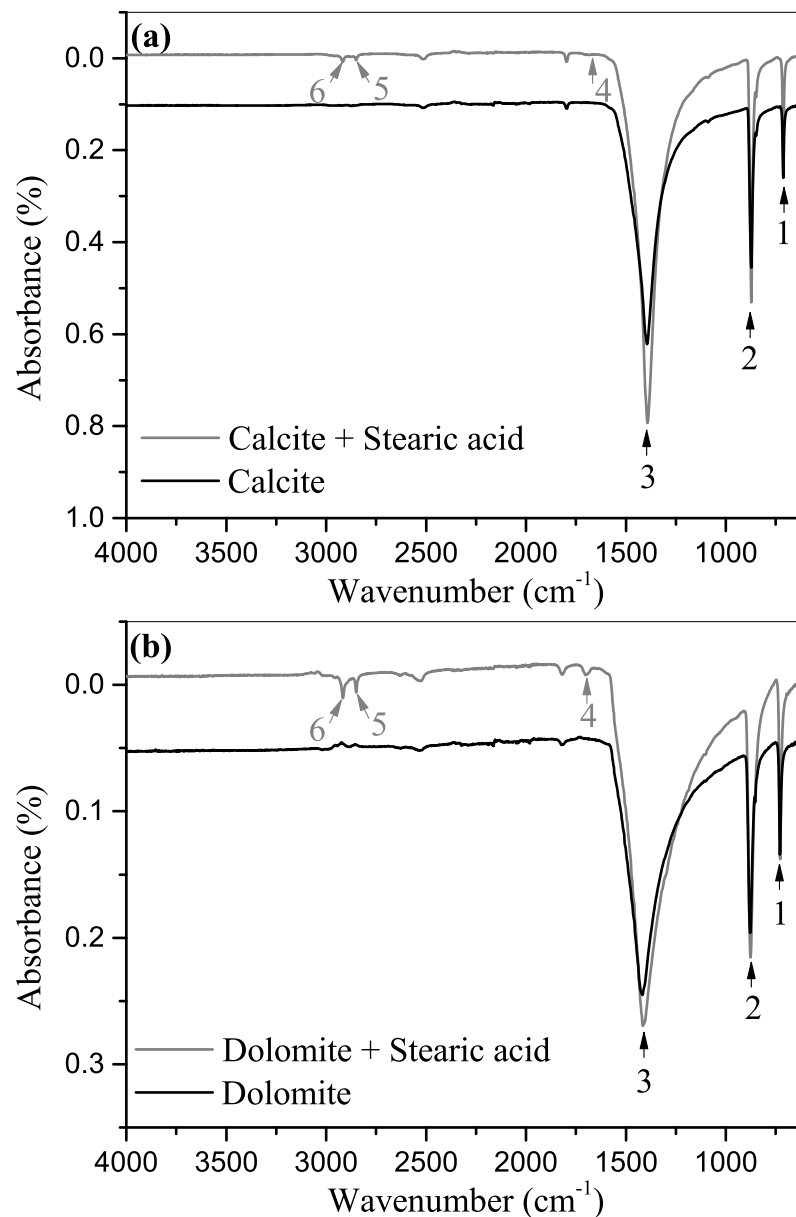 (a)
0.0
0.2
0.4
0.6
0.8
1.0
Absorbance (%)
6 5 4
1
2
3
Calcite + Stearic acid
Calcite
4000 3500 3000 2500 2000 1500 1000
Wavenumber (cm⁻¹)
(b)
0.0
0.1
0.2
0.3
Absorbance (%)
6 5 4
1
2
3
Dolomite + Stearic acid
Dolomite
4000 3500 3000 2500 2000 1500 1000
Wavenumber (cm⁻¹)